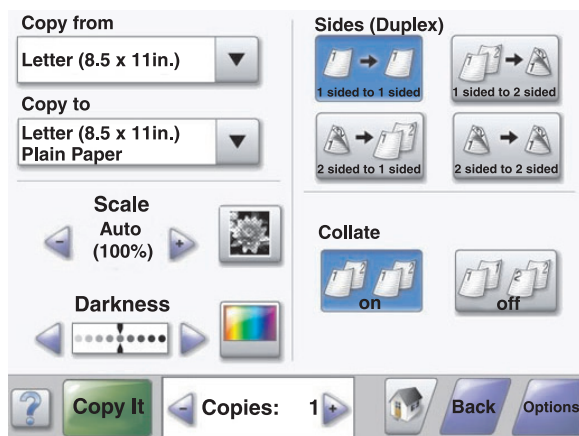 Copy from
Letter (8.5 x 11in.)
Copy to
Letter (8.5 x 11in.)
Plain Paper
Scale
Auto
(100%)
Darkness
Sides (Duplex)
1 sided to 1 sided
1 sided to 2 sided
2 sided to 1 sided
2 sided to 2 sided
Collate
on
off
? Copy It - Copies: 1 + Back Options